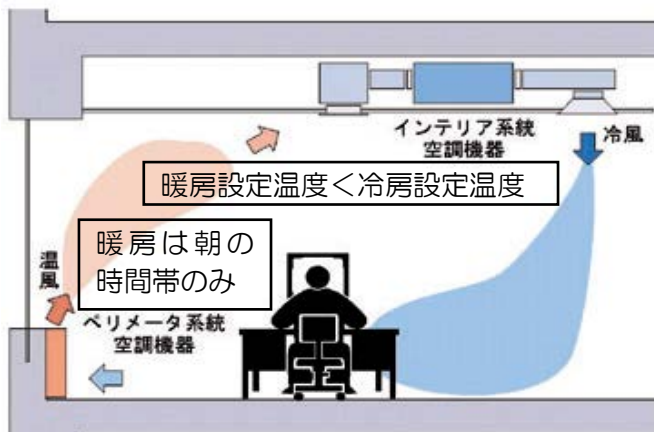 インテリア系統
空調機器
冷風
暖房設定温度＜冷房設定温度
暖房は朝の
時間帯のみ
温風
ペリメータ系統
空調機器